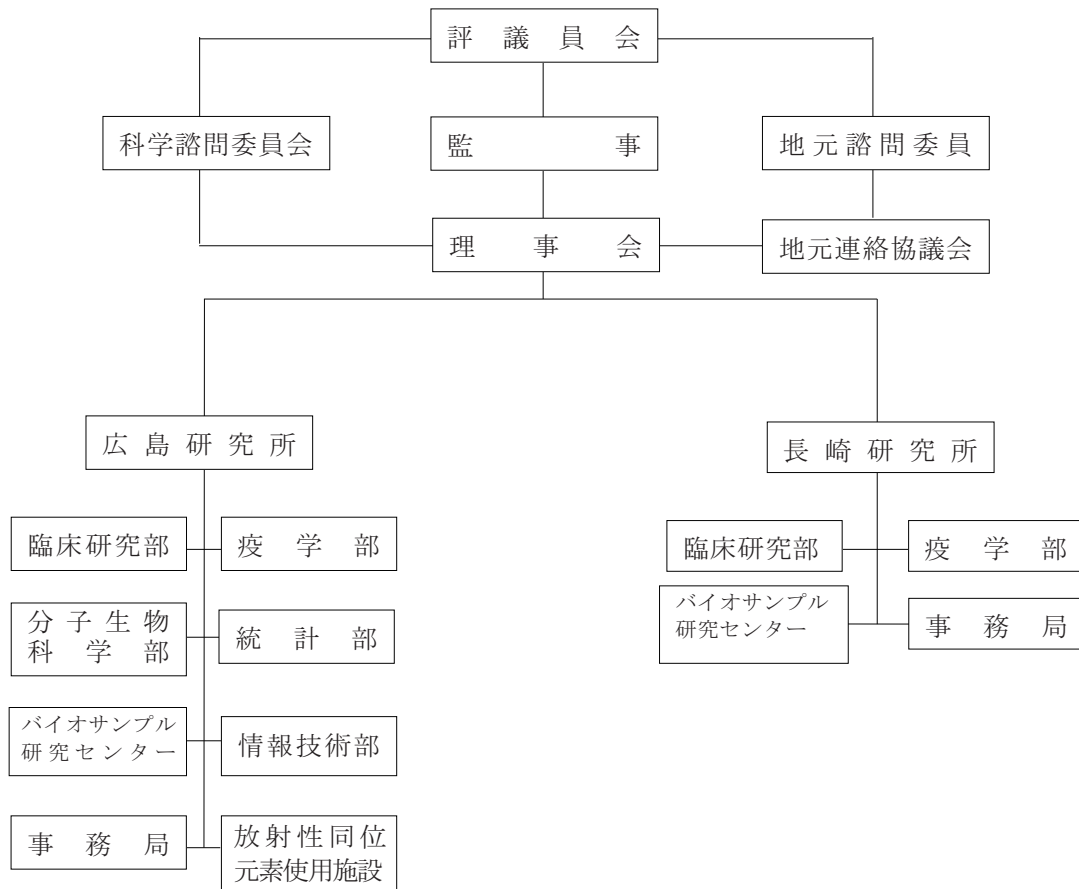 評議員会
科学諮問委員会
監事
地元諮問委員
理事会
地元連絡協議会
広島研究所
長崎研究所
臨床研究部
疫学部
臨床研究部
疫学部
分子生物
科学部
統計部
バイオサンプル
研究センター
事務局
バイオサンプル
研究センター
情報技術部
事務局
放射性同位
元素使用施設